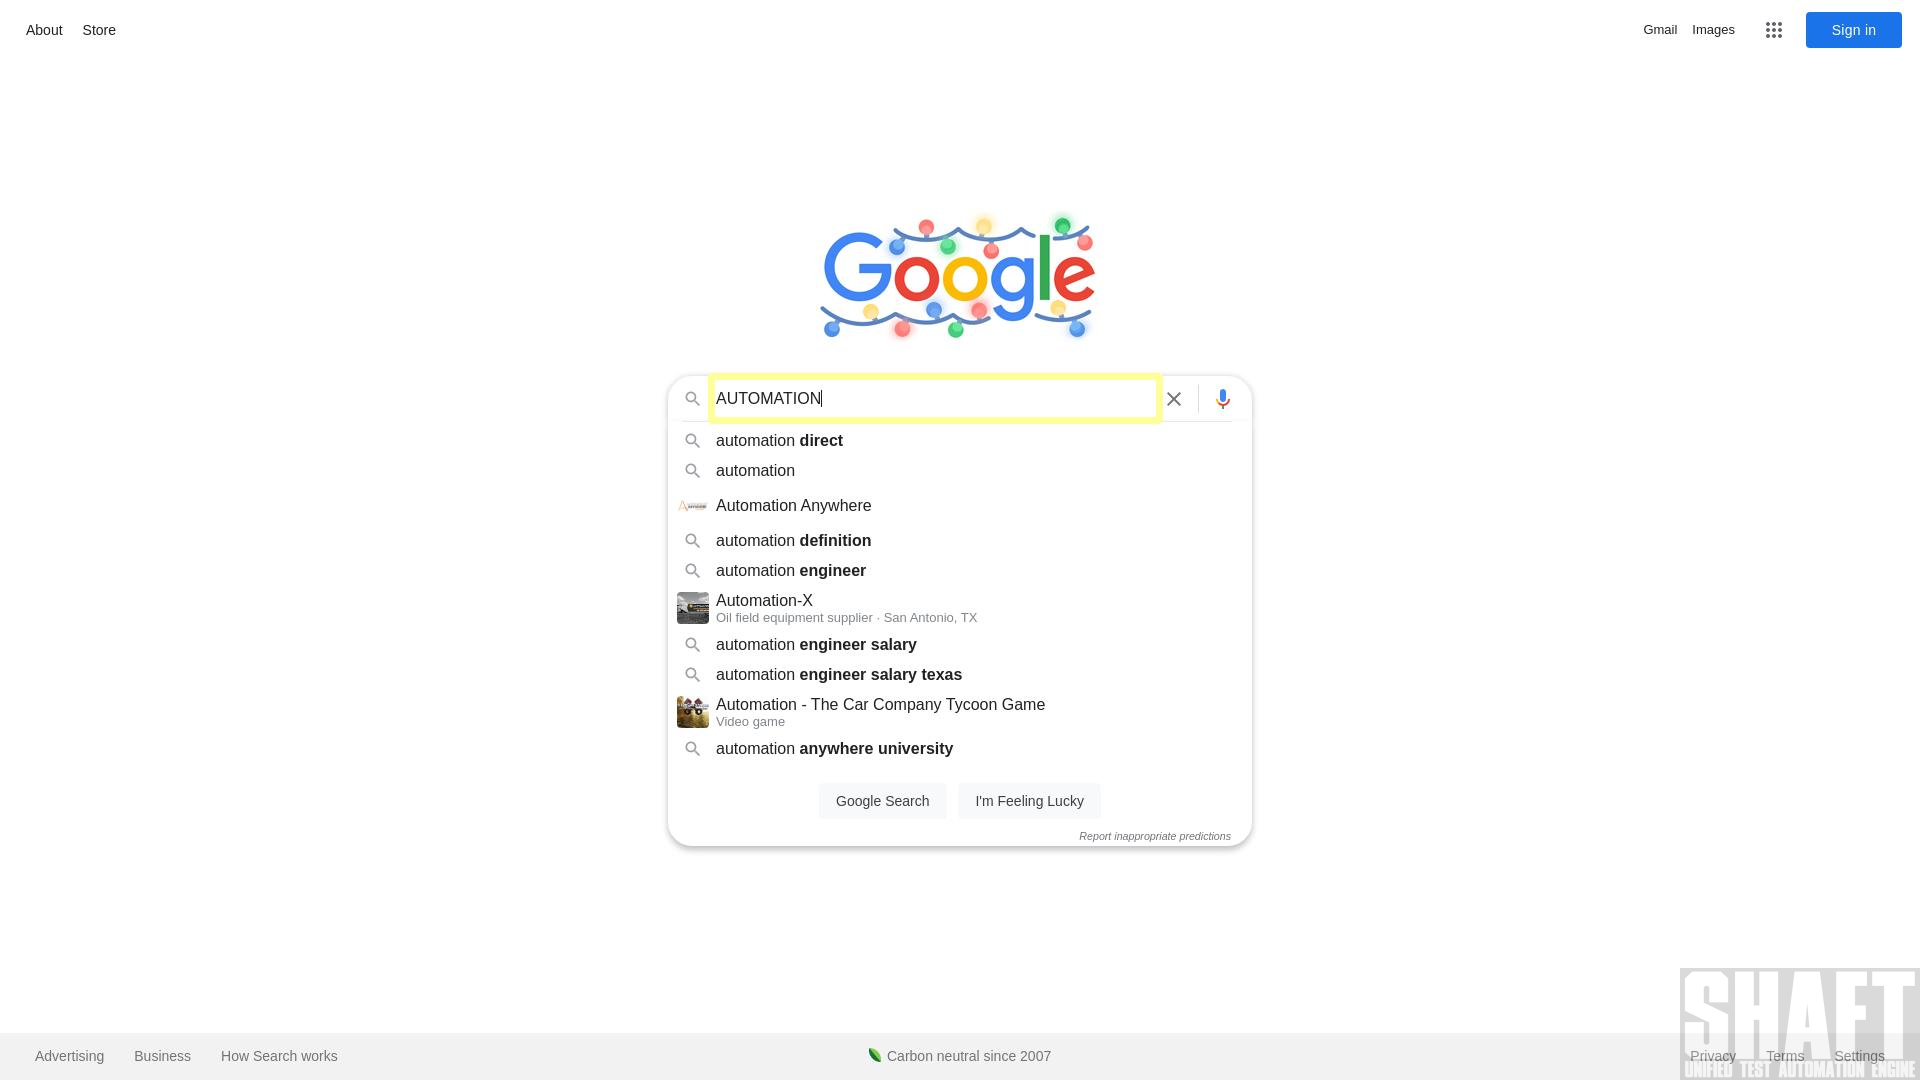 About Store
Gmail Images Sign in
Google
AUTOMATION
automation direct
automation
Automation Anywhere
automation definition
automation engineer
Automation-X
Oil field equipment supplier · San Antonio, TX
automation engineer salary
automation engineer salary texas
Automation - The Car Company Tycoon Game
Video game
automation anywhere university
Google Search I'm Feeling Lucky
Report inappropriate predictions
SHAFT
Advertising Business How Search works Carbon neutral since 2007 Privacy Terms Settings
UNIFIED TEST AUTOMATION ENGINE